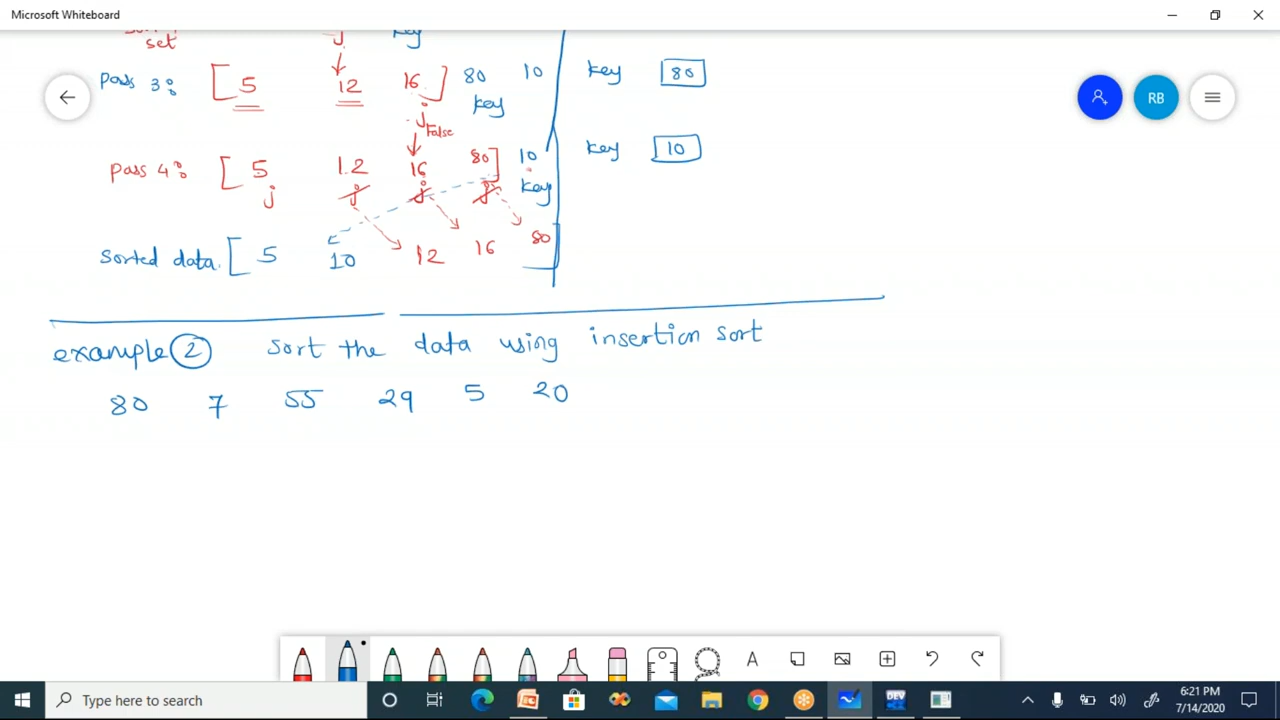 Microsoft Whiteboard
set j key
Pass 3: [ 5 12 16 ] 80 10 key 80
j key
False
Pass 4: [ 5 12 16 80 ] 10 key 10
j j j j key
Sorted data [ 5 10 12 16 80 ]
RB
example 2 sort the data using insertion sort
80 7 55 29 5 20
A
Type here to search
DEV
6:21 PM
7/14/2020